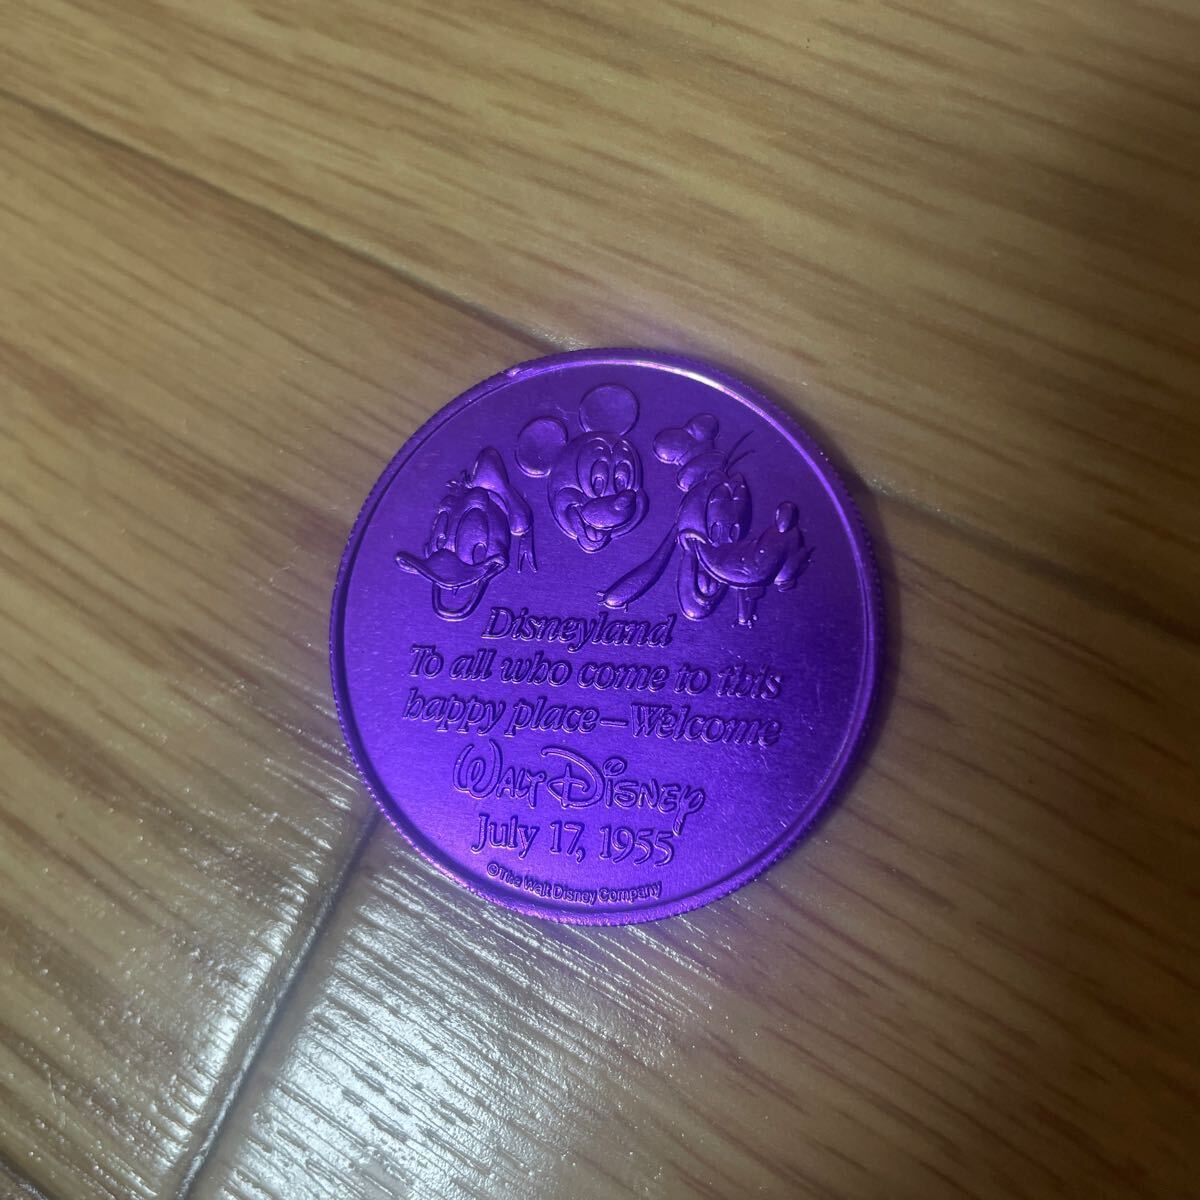 Disneyland
To all who come to this
happy place—Welcome
WALT DISNEY
July 17, 1955
©The Walt Disney Company